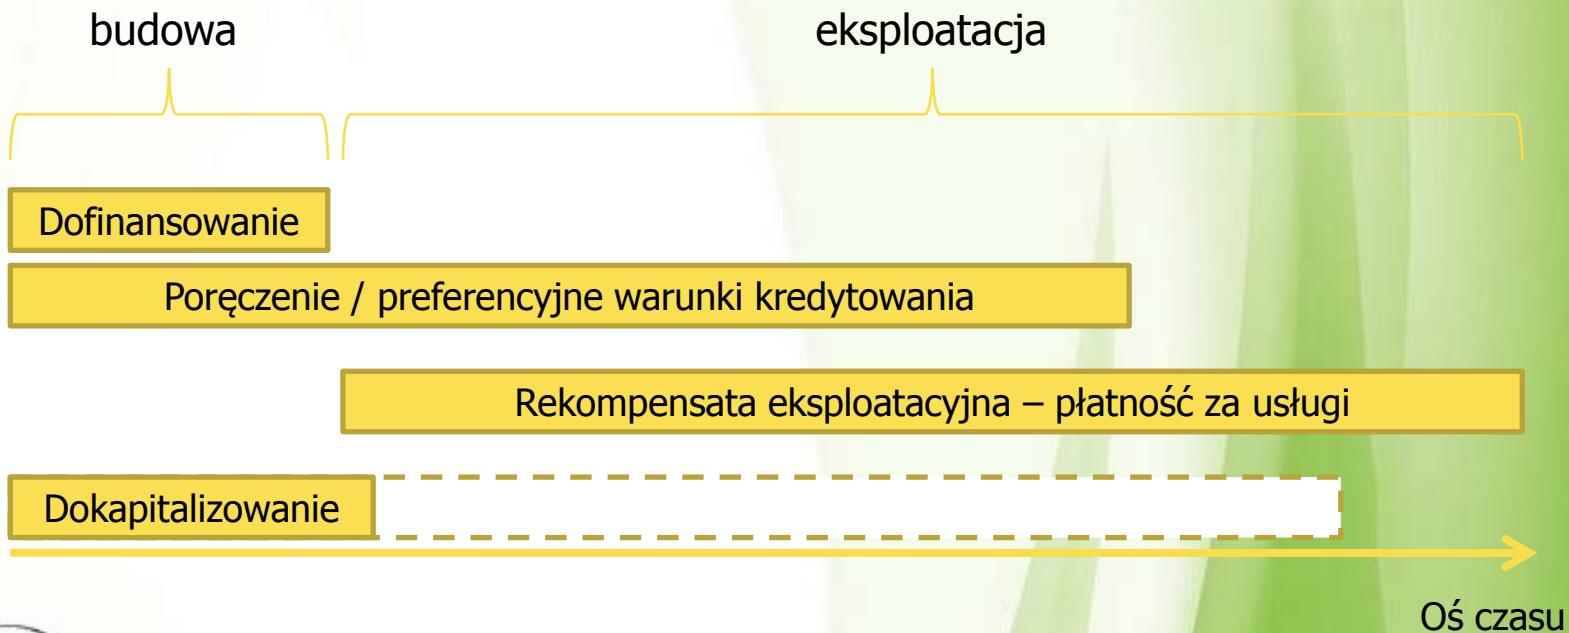 budowa
eksploatacja
Dofinansowanie
Poręczenie / preferencyjne warunki kredytowania
Rekompensata eksploatacyjna – płatność za usługi
Dokapitalizowanie
Oś czasu